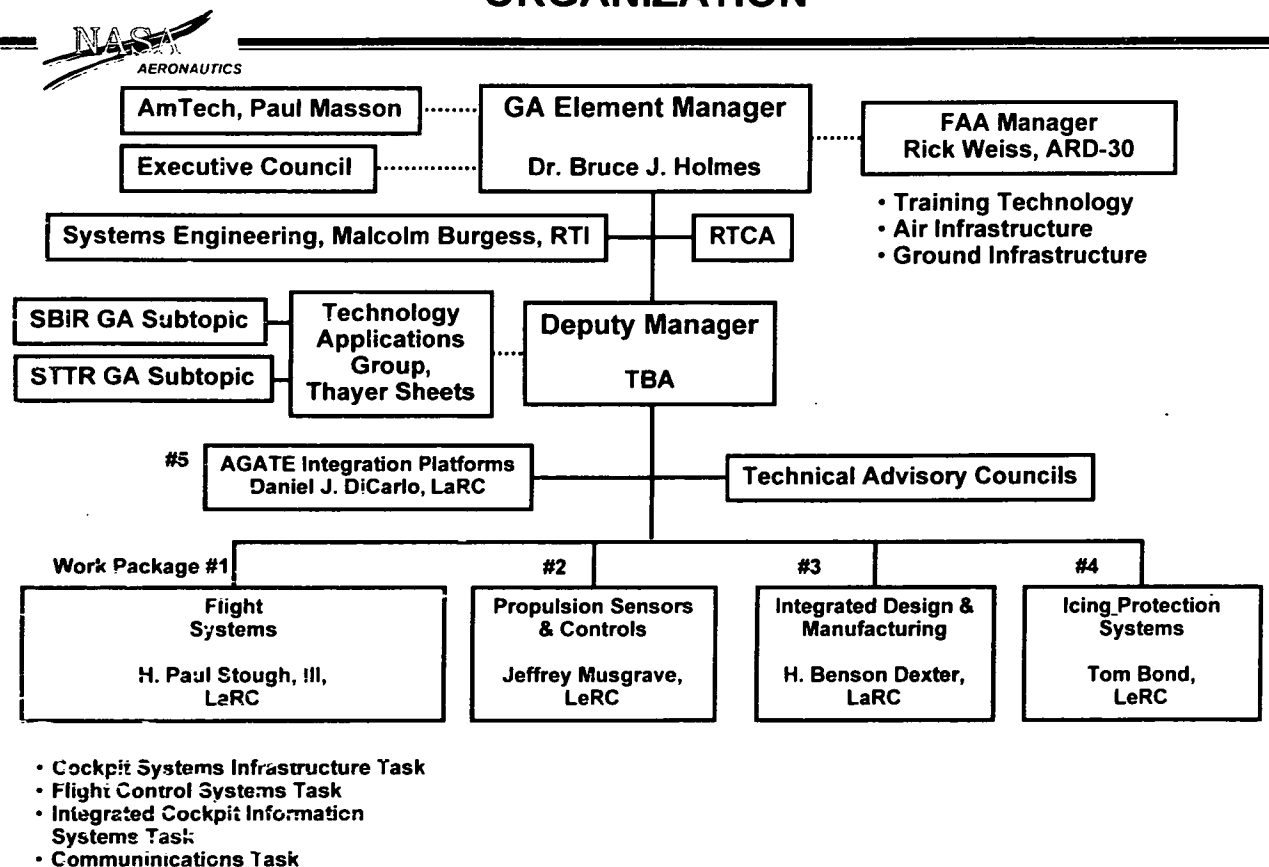 ORGANIZATION
NASA
AERONAUTICS
AmTech, Paul Masson
Executive Council
GA Element Manager
Dr. Bruce J. Holmes
FAA Manager
Rick Weiss, ARD-30
• Training Technology
• Air Infrastructure
• Ground Infrastructure
Systems Engineering, Malcolm Burgess, RTI
RTCA
SBIR GA Subtopic
STTR GA Subtopic
Technology
Applications
Group,
Thayer Sheets
Deputy Manager
TBA
#5
AGATE Integration Platforms
Daniel J. DiCarlo, LaRC
Technical Advisory Councils
Work Package #1
Flight
Systems
H. Paul Stough, III,
LaRC
#2
Propulsion Sensors
& Controls
Jeffrey Musgrave,
LeRC
#3
Integrated Design &
Manufacturing
H. Benson Dexter,
LaRC
#4
Icing Protection
Systems
Tom Bond,
LeRC
• Cockpit Systems Infrastructure Task
• Flight Control Systems Task
• Integrated Cockpit Information
Systems Task
• Communinications Task